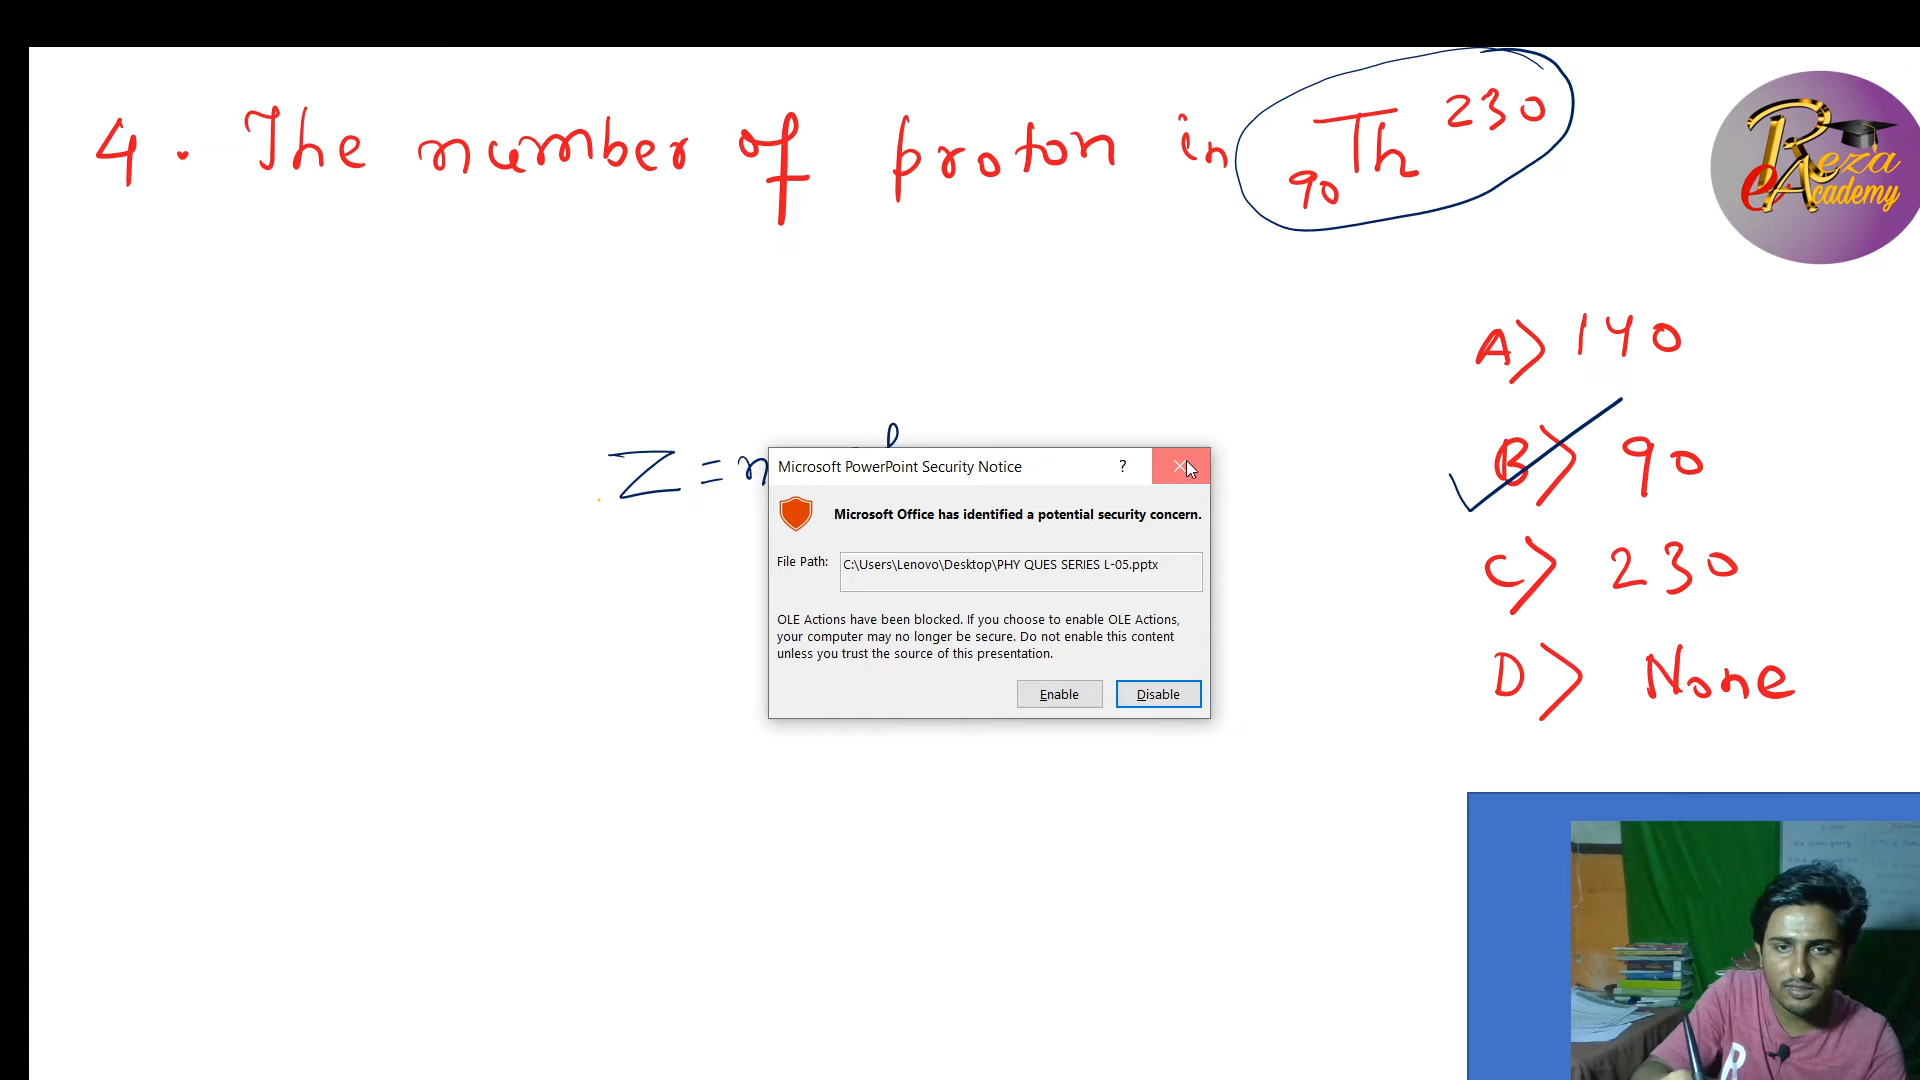 4. The number of proton in ₉₀Th²³⁰
Reza
eAcademy
A> 140
B> 90
C> 230
D> None
Z = n
Microsoft PowerPoint Security Notice
?
Microsoft Office has identified a potential security concern.
File Path:
C:\Users\Lenovo\Desktop\PHY QUES SERIES L-05.pptx
OLE Actions have been blocked. If you choose to enable OLE Actions,
your computer may no longer be secure. Do not enable this content
unless you trust the source of this presentation.
Enable
Disable